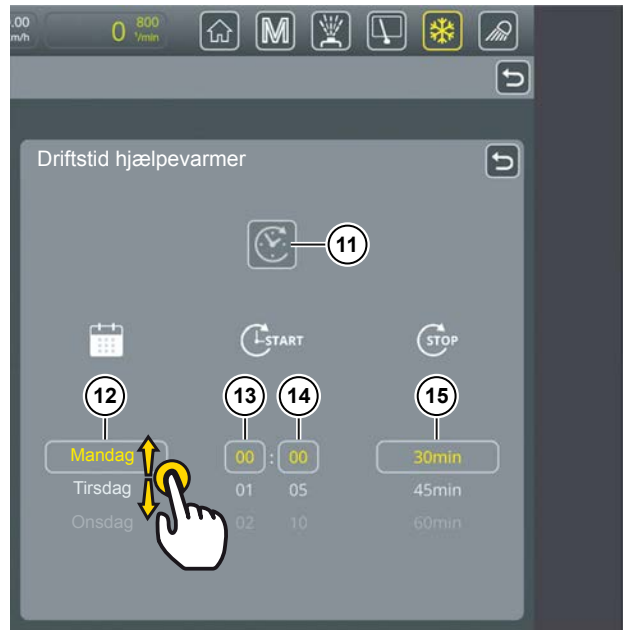 .00 0 800
m/h ¹/min
M
Driftstid hjælpevarmer
11
START STOP
12 13 14 15
Mandag 00 : 00 30min
Tirsdag 01 05 45min
Onsdag 02 10 60min